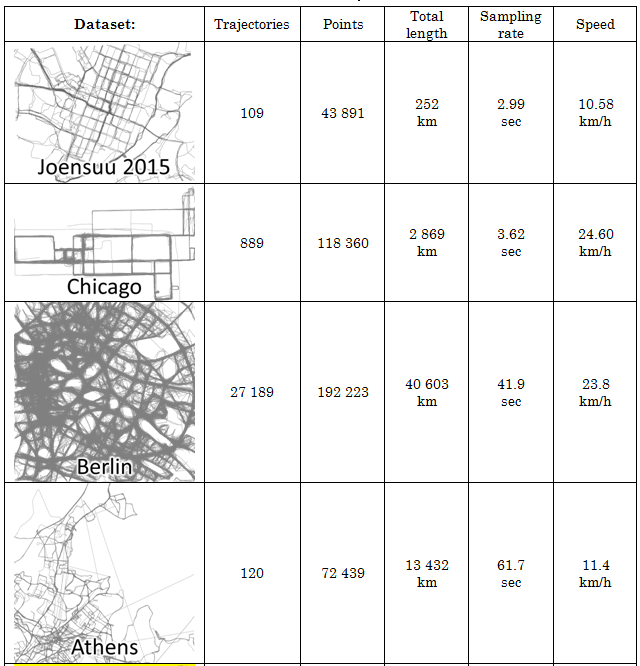 Dataset: Trajectories Points Total length Sampling rate Speed
Joensuu 2015 109 43 891 252 km 2.99 sec 10.58 km/h
Chicago 889 118 360 2 869 km 3.62 sec 24.60 km/h
Berlin 27 189 192 223 40 603 km 41.9 sec 23.8 km/h
Athens 120 72 439 13 432 km 61.7 sec 11.4 km/h